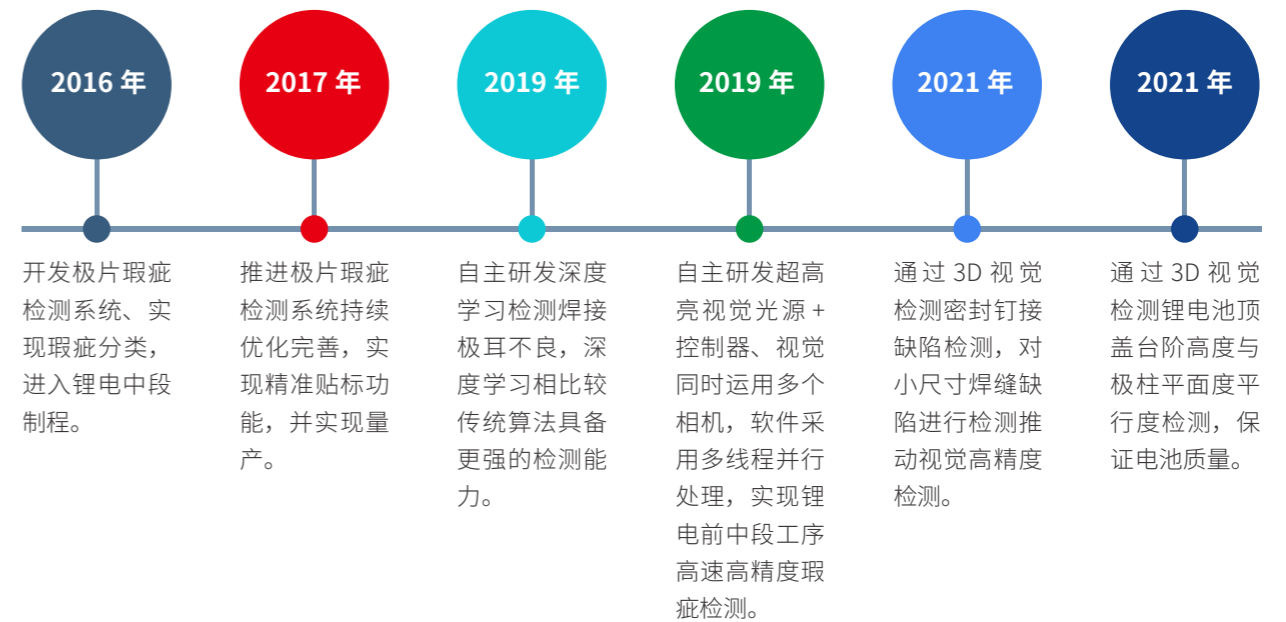 2016 年
开发极片瑕疵
检测系统、实
现瑕疵分类，
进入锂电中段
制程。
2017 年
推进极片瑕疵
检测系统持续
优化完善，实
现精准贴标功
能，并实现量
产。
2019 年
自主研发深度
学习检测焊接
极耳不良，深
度学习相比较
传统算法具备
更强的检测能
力。
2019 年
自主研发超高
亮视觉光源 +
控制器、视觉
同时运用多个
相机，软件采
用多线程并行
处理，实现锂
电前中段工序
高速高精度瑕
疵检测。
2021 年
通过 3D 视觉
检测密封钉接
缺陷检测，对
小尺寸焊缝缺
陷进行检测推
动视觉高精度
检测。
2021 年
通过 3D 视觉
检测锂电池顶
盖台阶高度与
极柱平面度平
行度检测，保
证电池质量。